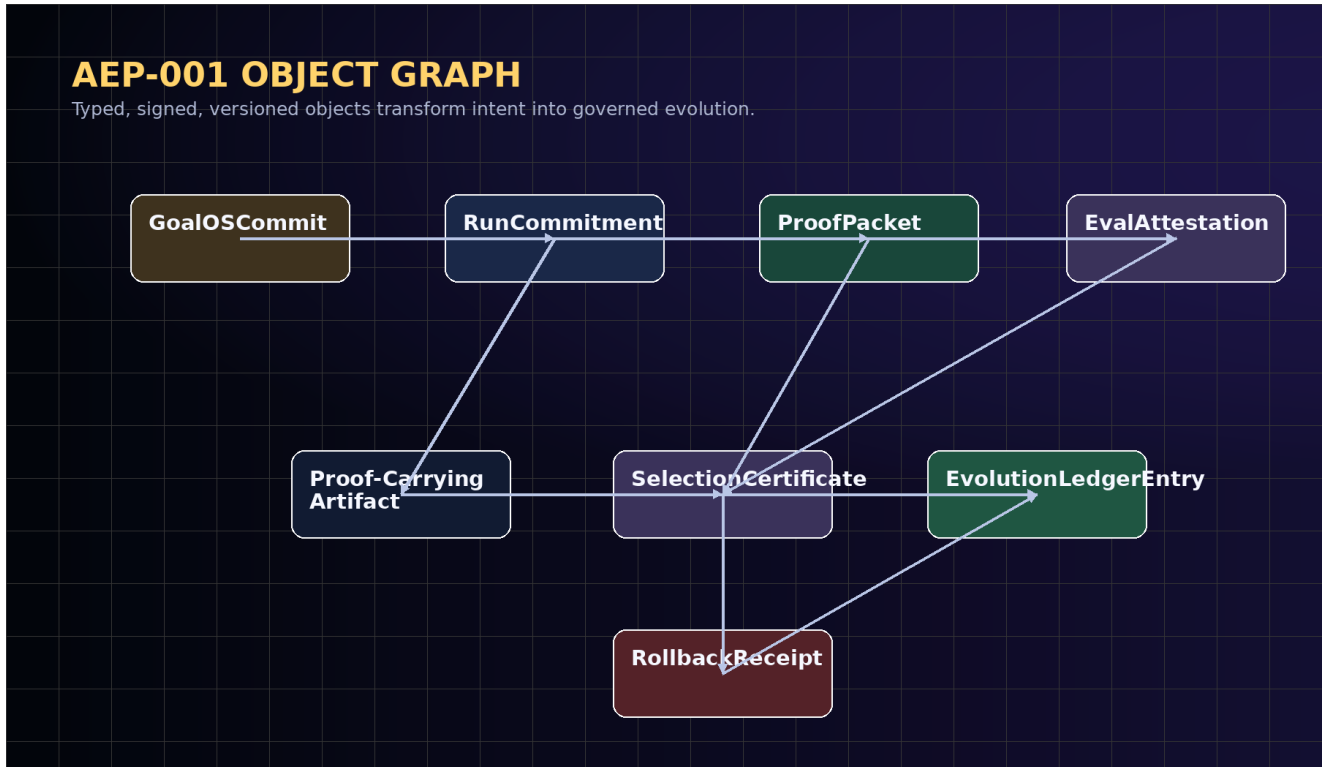 AEP-001 OBJECT GRAPH
Typed, signed, versioned objects transform intent into governed evolution.
GoalOSCommit
RunCommitment
ProofPacket
EvalAttestation
Proof-Carrying
Artifact
SelectionCertificate
EvolutionLedgerEntry
RollbackReceipt